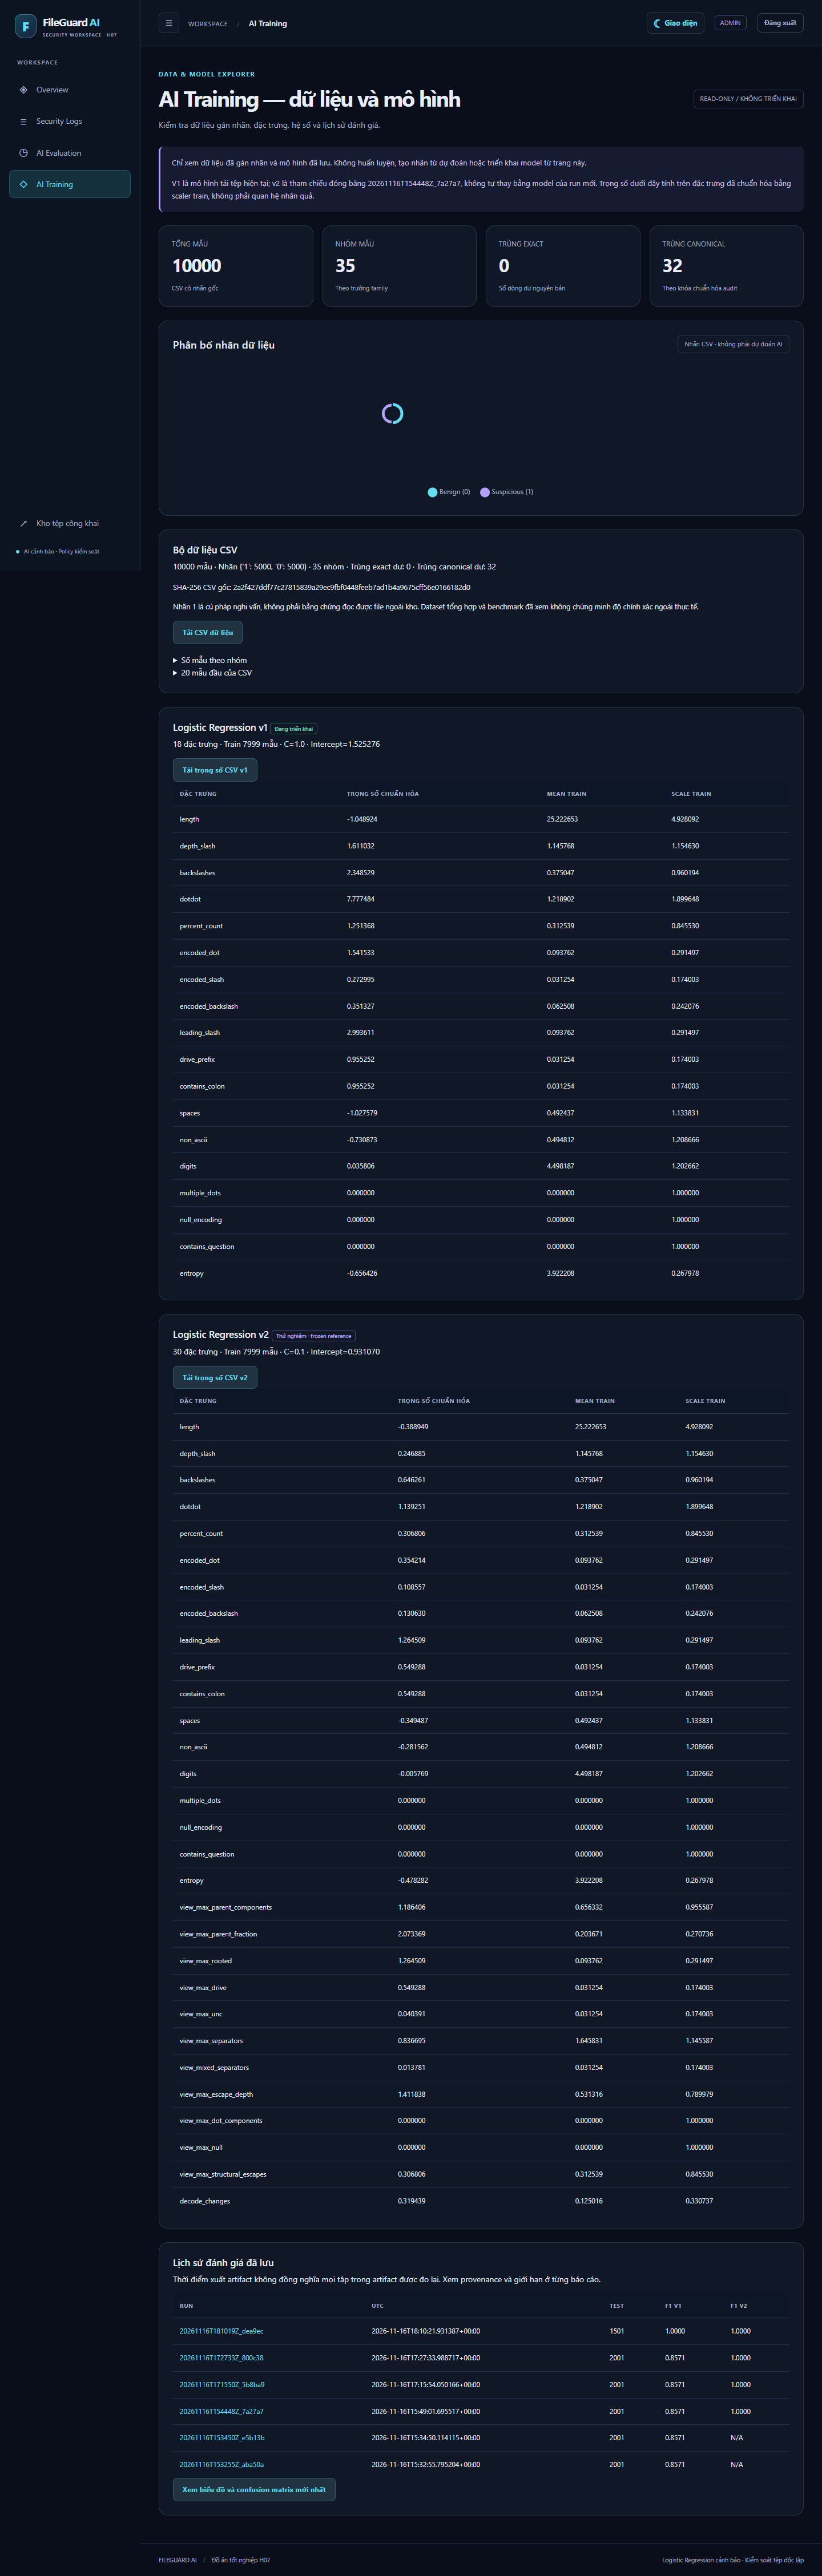 F
FileGuard AI
SECURITY WORKSPACE · H07
WORKSPACE
Overview
Security Logs
AI Evaluation
AI Training
Kho tệp công khai
AI cảnh báo · Policy kiểm soát
WORKSPACE / AI Training
Giao diện
ADMIN
Đăng xuất
DATA & MODEL EXPLORER
AI Training — dữ liệu và mô hình
READ-ONLY / KHÔNG TRIỂN KHAI
Kiểm tra dữ liệu gán nhãn, đặc trưng, hệ số và lịch sử đánh giá.
Chỉ xem dữ liệu đã gán nhãn và mô hình đã lưu. Không huấn luyện, tạo nhãn từ dự đoán hoặc triển khai model từ trang này.
V1 là mô hình tải tệp hiện tại; v2 là tham chiếu đóng băng 20261116T154448Z_7a27a7, không tự thay bằng model của run mới. Trọng số dưới đây tính trên đặc trưng đã chuẩn hóa bằng
scaler train, không phải quan hệ nhân quả.
TỔNG MẪU
10000
CSV có nhãn gốc
NHÓM MẪU
35
Theo trường family
TRÙNG EXACT
0
Số dòng dư nguyên bản
TRÙNG CANONICAL
32
Theo khóa chuẩn hóa audit
Phân bố nhãn dữ liệu
Nhãn CSV · không phải dự đoán AI
Benign (0) Suspicious (1)
Bộ dữ liệu CSV
10000 mẫu · Nhãn {'1': 5000, '0': 5000} · 35 nhóm · Trùng exact dư: 0 · Trùng canonical dư: 32
SHA-256 CSV gốc: 2a2f427ddf77c27815839a29ec9fbf0448feeb7ad1b4a9675cff56e0166182d0
Nhãn 1 là cú pháp nghi vấn, không phải bằng chứng đọc được file ngoài kho. Dataset tổng hợp và benchmark đã xem không chứng minh độ chính xác ngoài thực tế.
Tải CSV dữ liệu
▶ Số mẫu theo nhóm
▶ 20 mẫu đầu của CSV
Logistic Regression v1 Đang triển khai
18 đặc trưng · Train 7999 mẫu · C=1.0 · Intercept=1.525276
Tải trọng số CSV v1
ĐẶC TRƯNG TRỌNG SỐ CHUẨN HÓA MEAN TRAIN SCALE TRAIN
length -1.048924 25.222653 4.928092
depth_slash 1.611032 1.145768 1.154630
backslashes 2.348529 0.375047 0.960194
dotdot 7.777484 1.218902 1.899648
percent_count 1.251368 0.312539 0.845530
encoded_dot 1.541533 0.093762 0.291497
encoded_slash 0.272995 0.031254 0.174003
encoded_backslash 0.351327 0.062508 0.242076
leading_slash 2.993611 0.093762 0.291497
drive_prefix 0.955252 0.031254 0.174003
contains_colon 0.955252 0.031254 0.174003
spaces -1.027579 0.492437 1.133831
non_ascii -0.730873 0.494812 1.208666
digits 0.035806 4.498187 1.202662
multiple_dots 0.000000 0.000000 1.000000
null_encoding 0.000000 0.000000 1.000000
contains_question 0.000000 0.000000 1.000000
entropy -0.656426 3.922208 0.267978
Logistic Regression v2 Thử nghiệm · frozen reference
30 đặc trưng · Train 7999 mẫu · C=0.1 · Intercept=0.931070
Tải trọng số CSV v2
ĐẶC TRƯNG TRỌNG SỐ CHUẨN HÓA MEAN TRAIN SCALE TRAIN
length -0.388949 25.222653 4.928092
depth_slash 0.246885 1.145768 1.154630
backslashes 0.646261 0.375047 0.960194
dotdot 1.139251 1.218902 1.899648
percent_count 0.306806 0.312539 0.845530
encoded_dot 0.354214 0.093762 0.291497
encoded_slash 0.108557 0.031254 0.174003
encoded_backslash 0.130630 0.062508 0.242076
leading_slash 1.264509 0.093762 0.291497
drive_prefix 0.549288 0.031254 0.174003
contains_colon 0.549288 0.031254 0.174003
spaces -0.349487 0.492437 1.133831
non_ascii -0.281562 0.494812 1.208666
digits -0.005769 4.498187 1.202662
multiple_dots 0.000000 0.000000 1.000000
null_encoding 0.000000 0.000000 1.000000
contains_question 0.000000 0.000000 1.000000
entropy -0.478282 3.922208 0.267978
view_max_parent_components 1.186406 0.656332 0.955587
view_max_parent_fraction 2.073369 0.203671 0.270736
view_max_rooted 1.264509 0.093762 0.291497
view_max_drive 0.549288 0.031254 0.174003
view_max_unc 0.040391 0.031254 0.174003
view_max_separators 0.836695 1.645831 1.145587
view_mixed_separators 0.013781 0.031254 0.174003
view_max_escape_depth 1.411838 0.531316 0.789979
view_max_dot_components 0.000000 0.000000 1.000000
view_max_null 0.000000 0.000000 1.000000
view_max_structural_escapes 0.306806 0.312539 0.845530
decode_changes 0.319439 0.125016 0.330737
Lịch sử đánh giá đã lưu
Thời điểm xuất artifact không đồng nghĩa mọi tập trong artifact được đo lại. Xem provenance và giới hạn ở từng báo cáo.
RUN UTC TEST F1 V1 F1 V2
20261116T181019Z_dea9ec 2026-11-16T18:10:21.931387+00:00 1501 1.0000 1.0000
20261116T172733Z_800c38 2026-11-16T17:27:33.988717+00:00 2001 0.8571 1.0000
20261116T171550Z_5b8ba9 2026-11-16T17:15:54.050166+00:00 2001 0.8571 1.0000
20261116T154448Z_7a27a7 2026-11-16T15:49:01.695517+00:00 2001 0.8571 1.0000
20261116T153450Z_e5b13b 2026-11-16T15:34:50.114115+00:00 2001 0.8571 N/A
20261116T153255Z_aba50a 2026-11-16T15:32:55.795204+00:00 2001 0.8571 N/A
Xem biểu đồ và confusion matrix mới nhất
FILEGUARD AI / Đồ án tốt nghiệp H07
Logistic Regression cảnh báo · Kiểm soát tệp độc lập